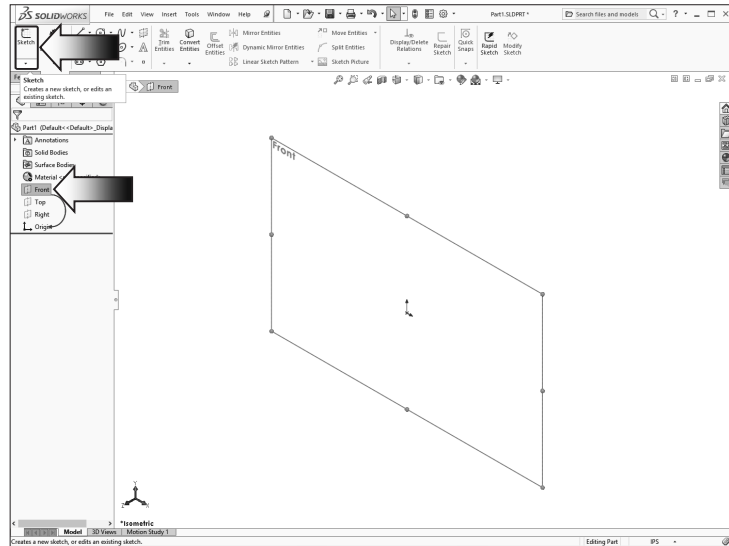 SOLIDWORKS
File Edit View Insert Tools Window Help
Part1.SLDPRT *
Search files and models
?
Sketch
Trim Entities
Convert Entities
Offset Entities
Mirror Entities
Dynamic Mirror Entities
Linear Sketch Pattern
Move Entities
Split Entities
Sketch Picture
Display/Delete Relations
Repair Sketch
Quick Snaps
Rapid Sketch
Modify Sketch
Sketch
Creates a new sketch, or edits an
existing sketch.
Front
Part1 (Default<<Default>_Displa
Annotations
Solid Bodies
Surface Bodies
Material
Front
Top
Right
Origin
Front
Y
Z
X
*Isometric
Model 3D Views Motion Study 1
Creates a new sketch, or edits an existing sketch.
Editing Part
IPS